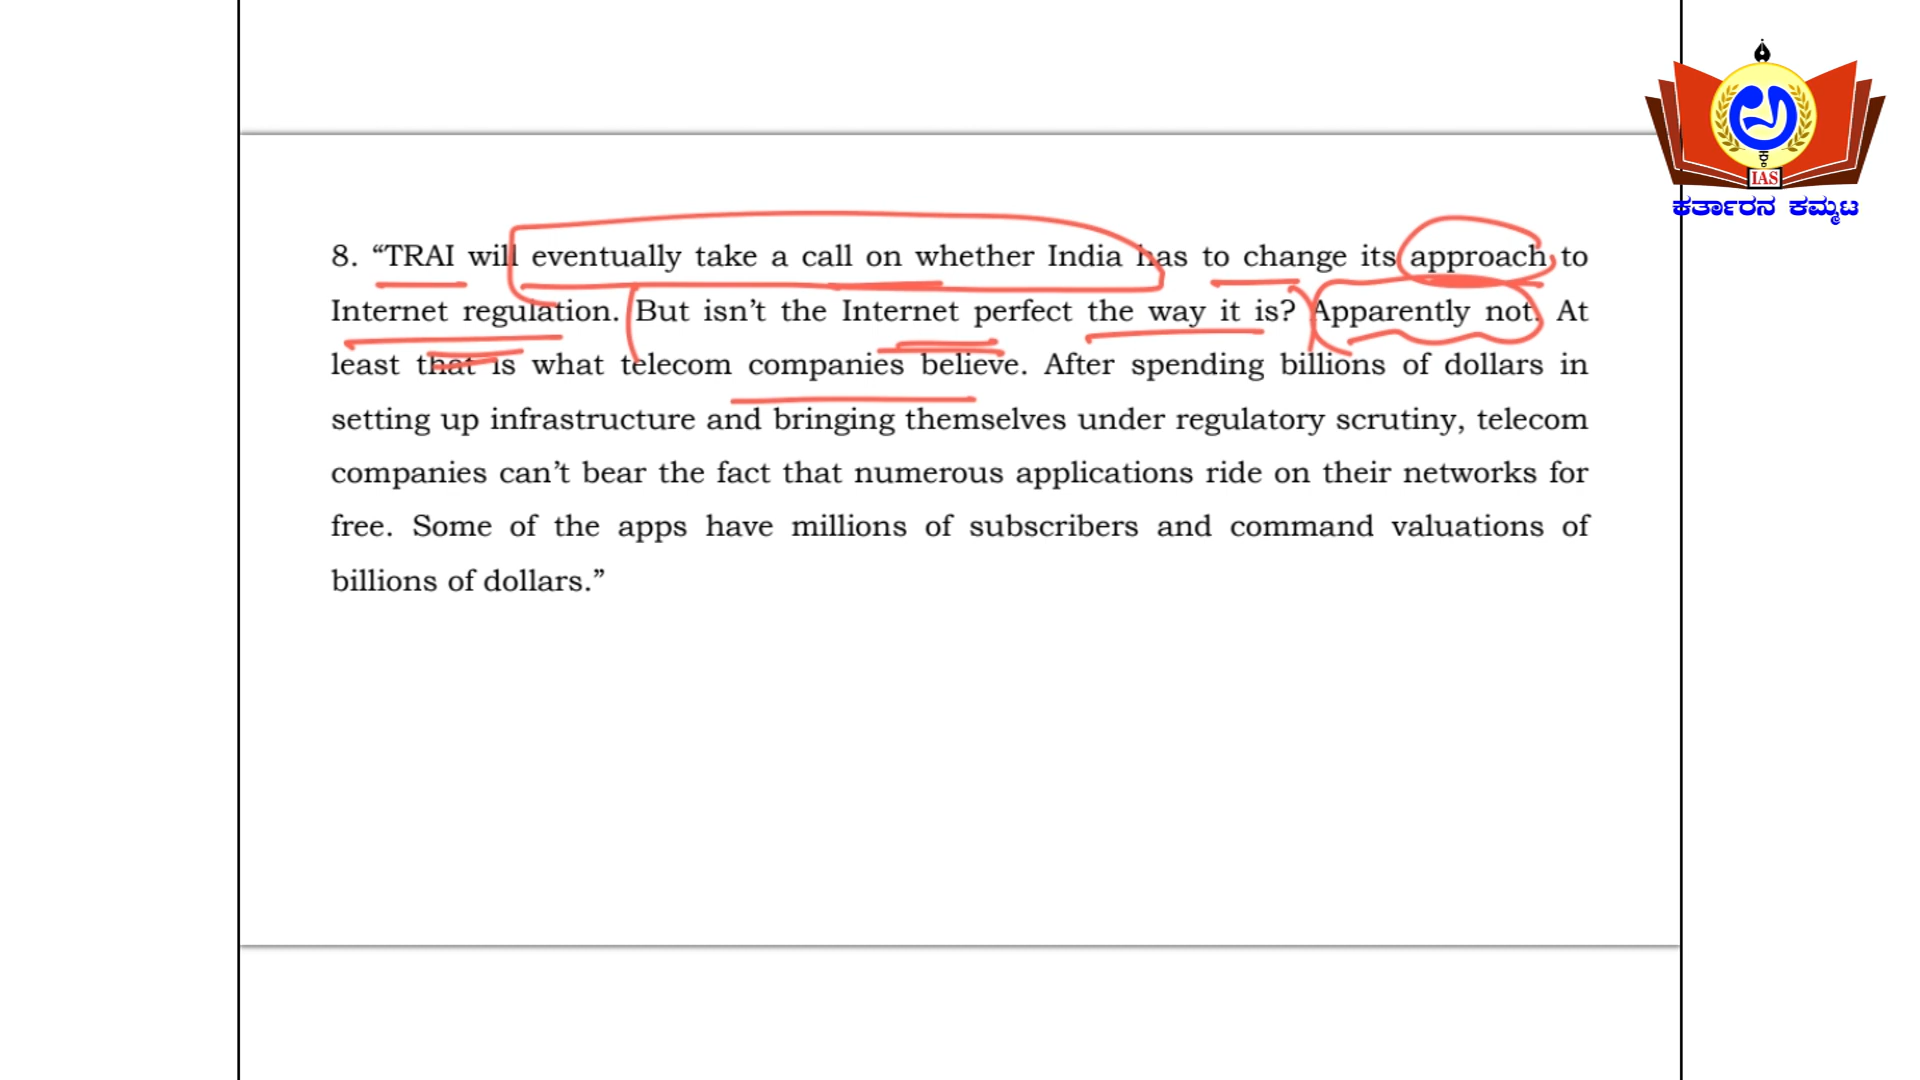 IAS
ಕರ್ತಾರನ ಕಮ್ಮಟ
8. “TRAI will eventually take a call on whether India has to change its approach to
Internet regulation. But isn’t the Internet perfect the way it is? Apparently not. At
least that is what telecom companies believe. After spending billions of dollars in
setting up infrastructure and bringing themselves under regulatory scrutiny, telecom
companies can’t bear the fact that numerous applications ride on their networks for
free. Some of the apps have millions of subscribers and command valuations of
billions of dollars.”